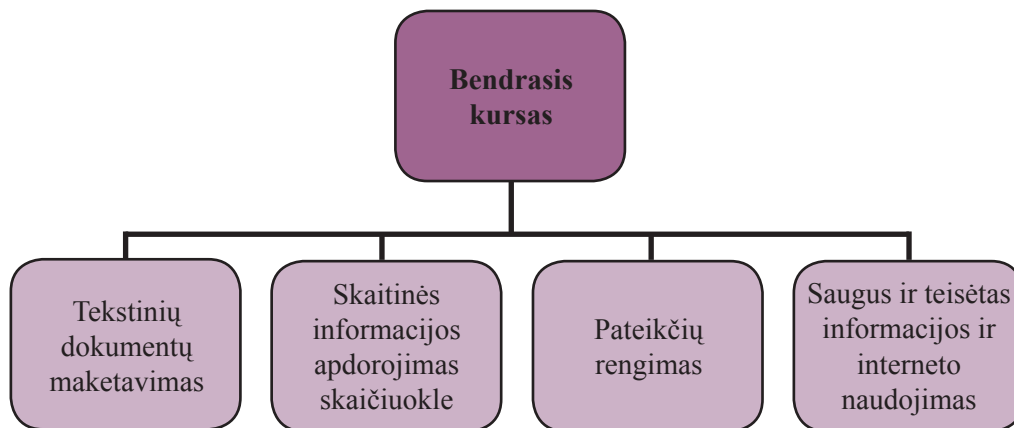 Bendrasis
kursas
Tekstinių
dokumentų
maketavimas
Skaitinės
informacijos
apdorojimas
skaičiuokle
Pateikčių
rengimas
Saugus ir teisėtas
informacijos ir
interneto
naudojimas